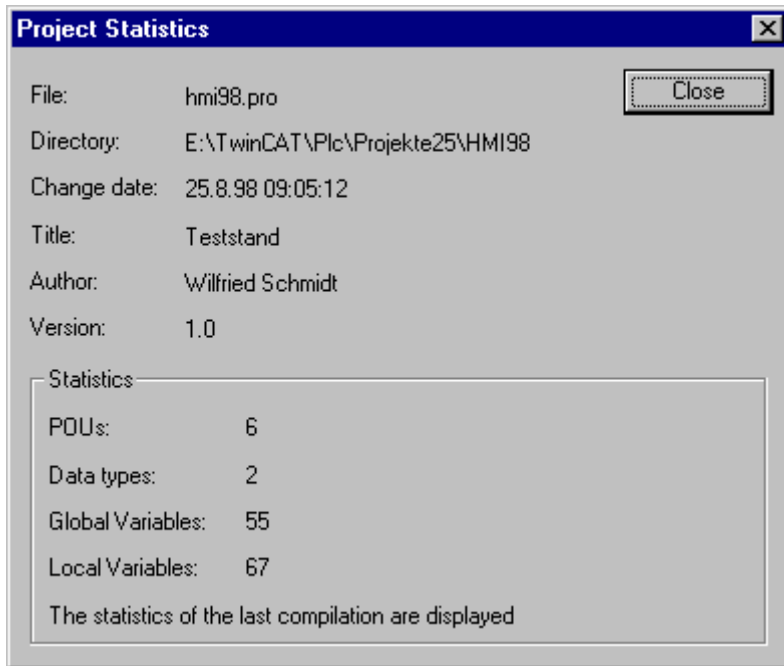 Project Statistics
File: hmi98.pro
Close
Directory: E:\TwinCAT\Plc\Projekte25\HMI98
Change date: 25.8.98 09:05:12
Title: Teststand
Author: Wilfried Schmidt
Version: 1.0
Statistics
POUs: 6
Data types: 2
Global Variables: 55
Local Variables: 67
The statistics of the last compilation are displayed